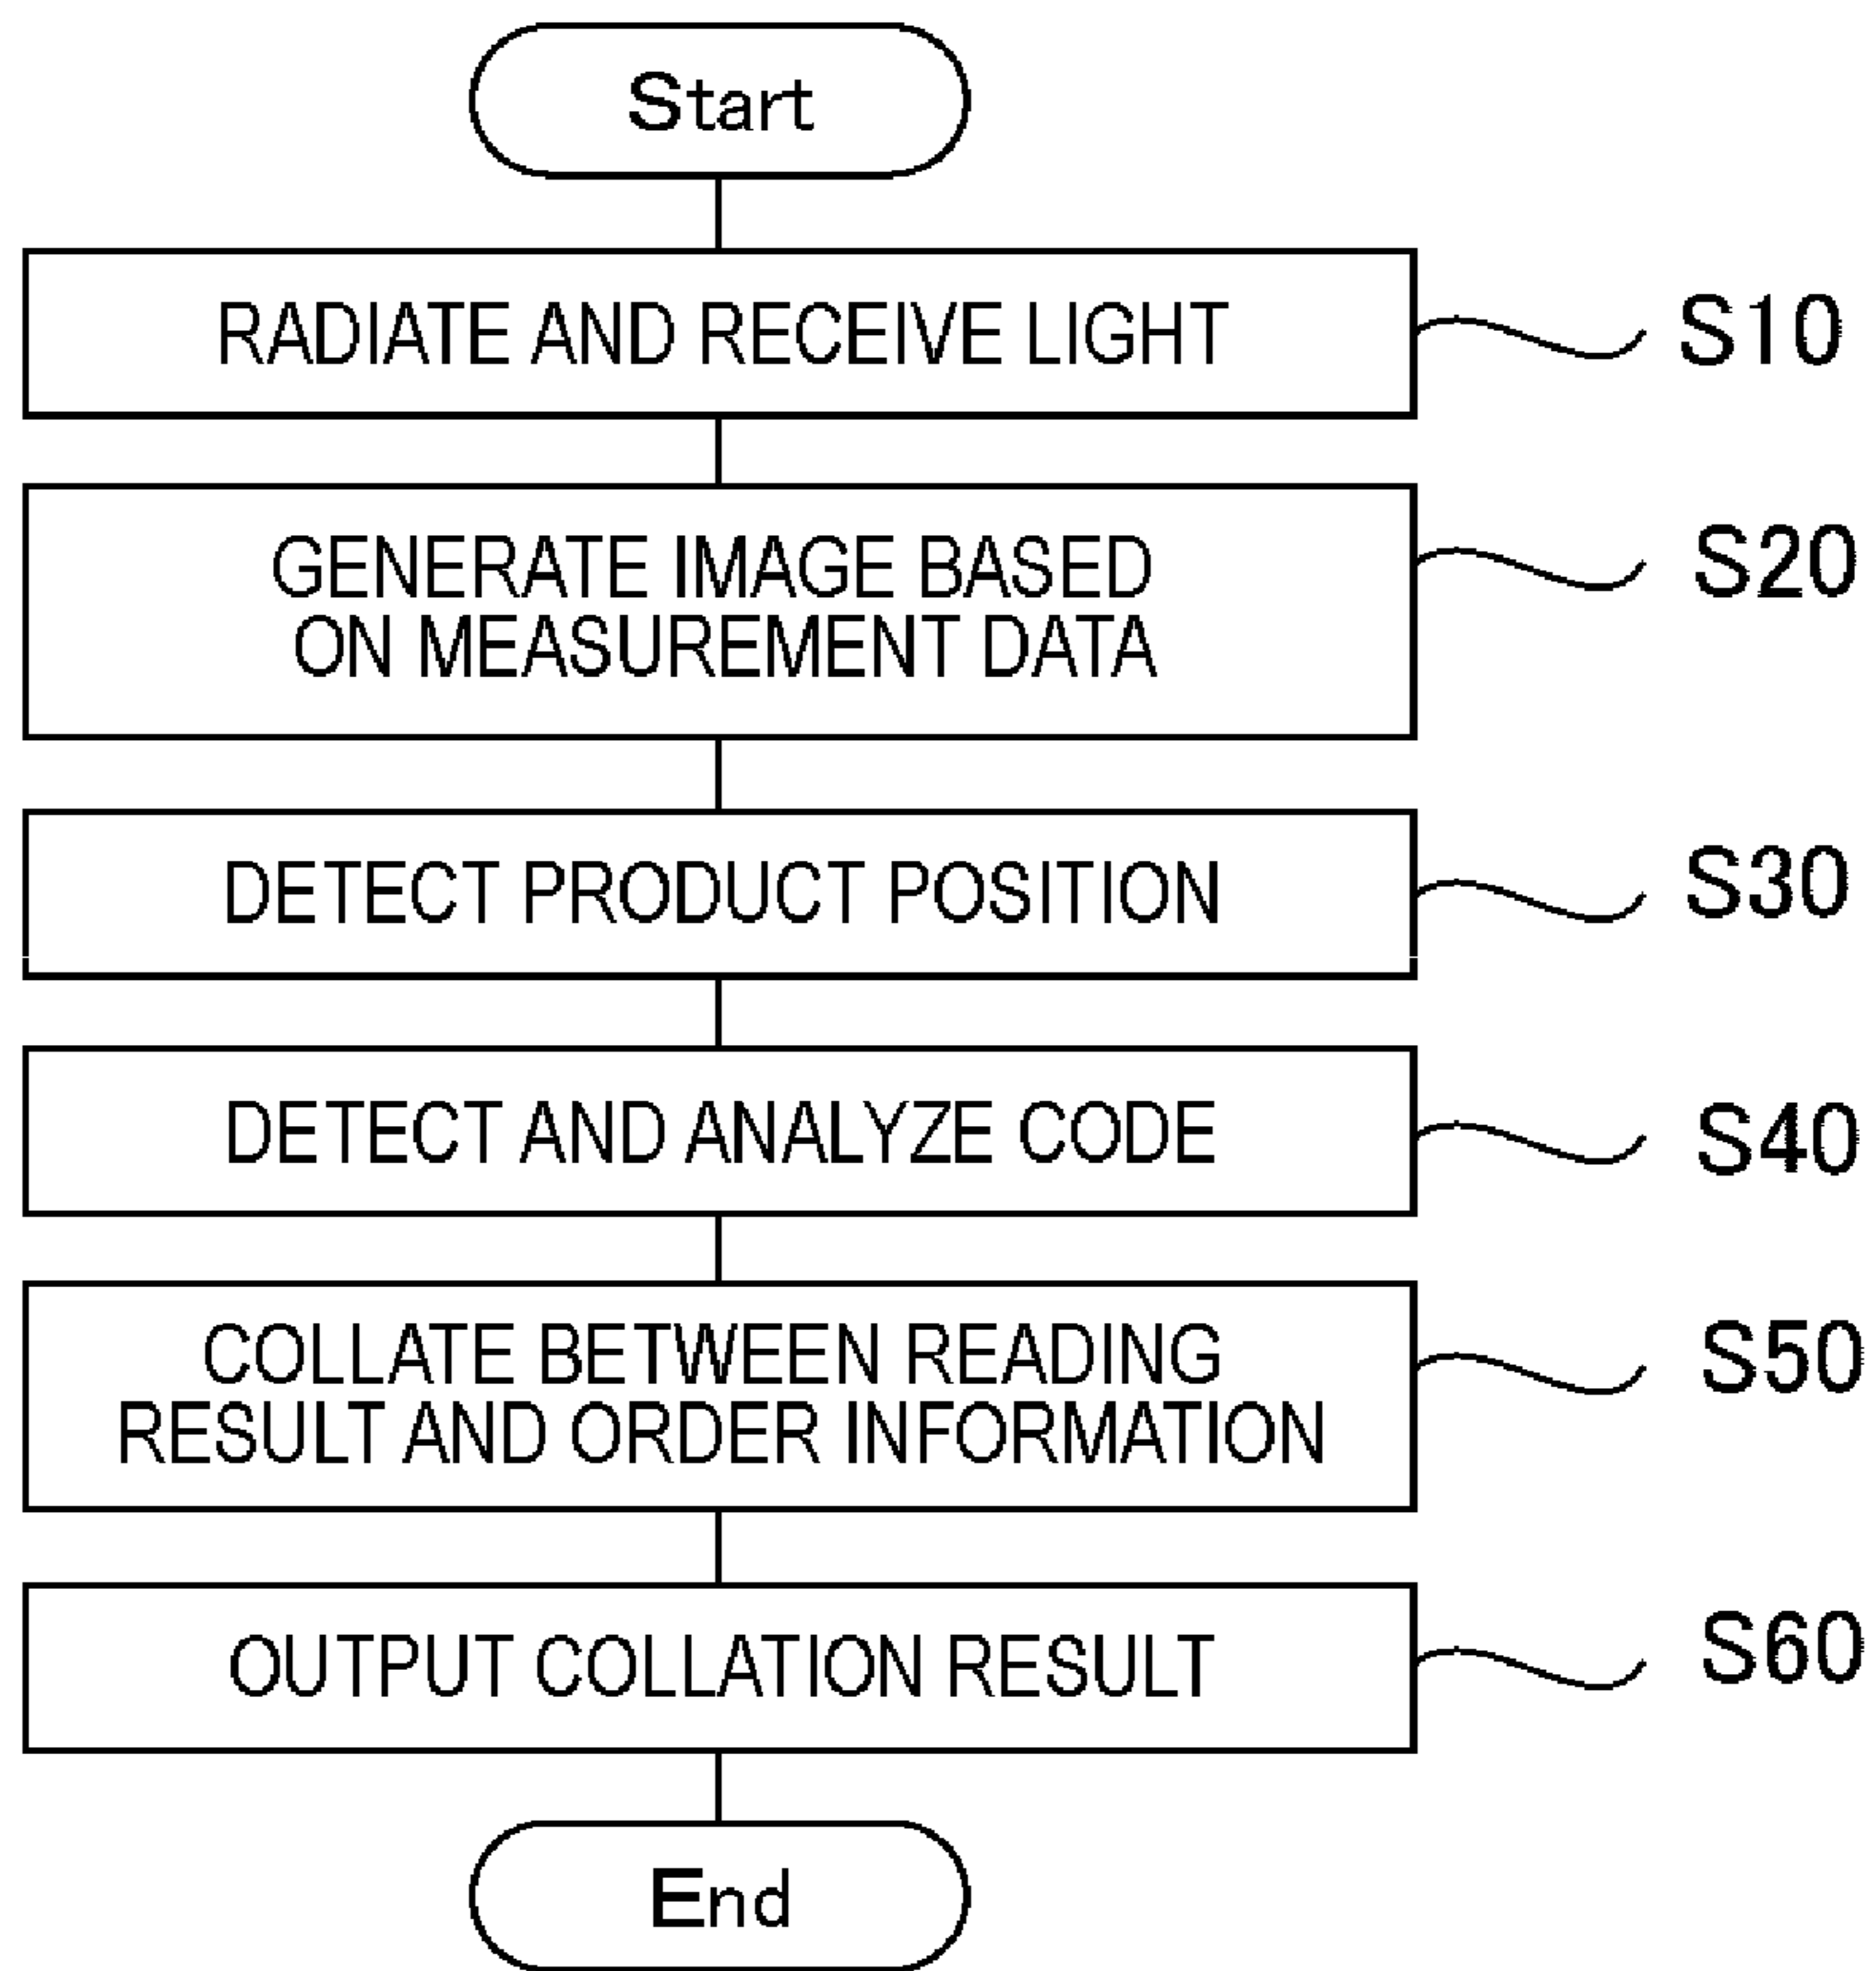 Start
RADIATE AND RECEIVE LIGHT
S10
GENERATE IMAGE BASED
ON MEASUREMENT DATA
S20
DETECT PRODUCT POSITION
S30
DETECT AND ANALYZE CODE
S40
COLLATE BETWEEN READING
RESULT AND ORDER INFORMATION
S50
OUTPUT COLLATION RESULT
S60
End